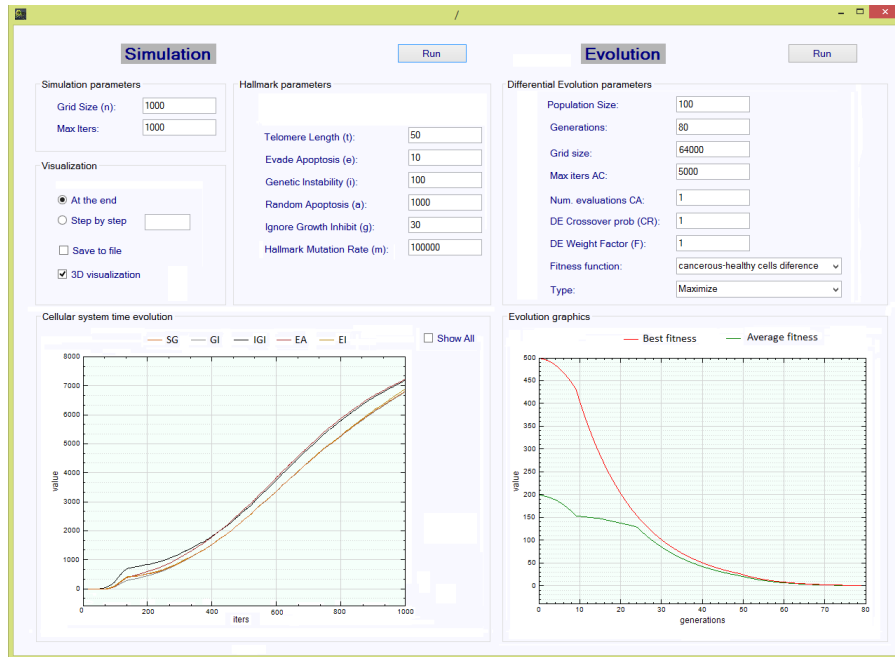 /
Simulation
Run
Evolution
Run
Simulation parameters
Grid Size (n): 1000
Max Iters: 1000
Visualization
At the end
Step by step
Save to file
3D visualization
Hallmark parameters
Telomere Length (t): 50
Evade Apoptosis (e): 10
Genetic Instability (i): 100
Random Apoptosis (a): 1000
Ignore Growth Inhibit (g): 30
Hallmark Mutation Rate (m): 100000
Differential Evolution parameters
Population Size: 100
Generations: 80
Grid size: 64000
Max iters AC: 5000
Num. evaluations CA: 1
DE Crossover prob (CR): 1
DE Weight Factor (F): 1
Fitness function: cancerous-healthy cells diference
Type: Maximize
Cellular system time evolution
SG GI IGI EA EI
Show All
8000
7000
6000
5000
4000
3000
2000
1000
0
value
0 200 400 600 800 1000
iters
Evolution graphics
Best fitness Average fitness
500
450
400
350
300
250
200
150
100
50
0
value
0 10 20 30 40 50 60 70 80
generations